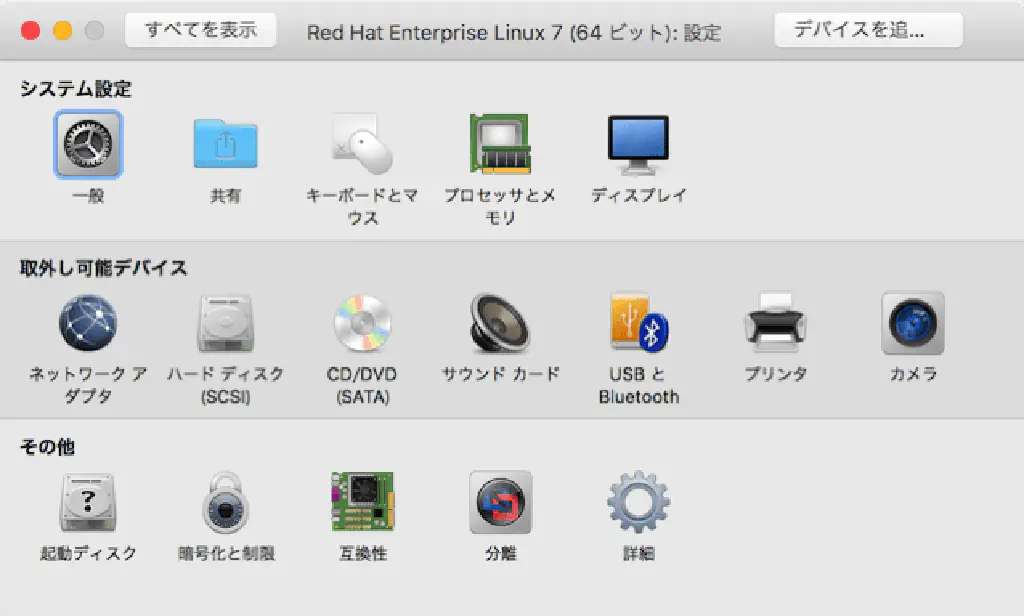 すべてを表示 Red Hat Enterprise Linux 7 (64 ビット): 設定 デバイスを追...
システム設定
一般 共有 キーボードとマ プロセッサとメ ディスプレイ
ウス モリ
取外し可能デバイス
ネットワーク ア ハード ディスク CD/DVD サウンド カード USB と プリンタ カメラ
ダプタ (SCSI) (SATA) Bluetooth
その他
?
起動ディスク 暗号化と制限 互換性 分離 詳細